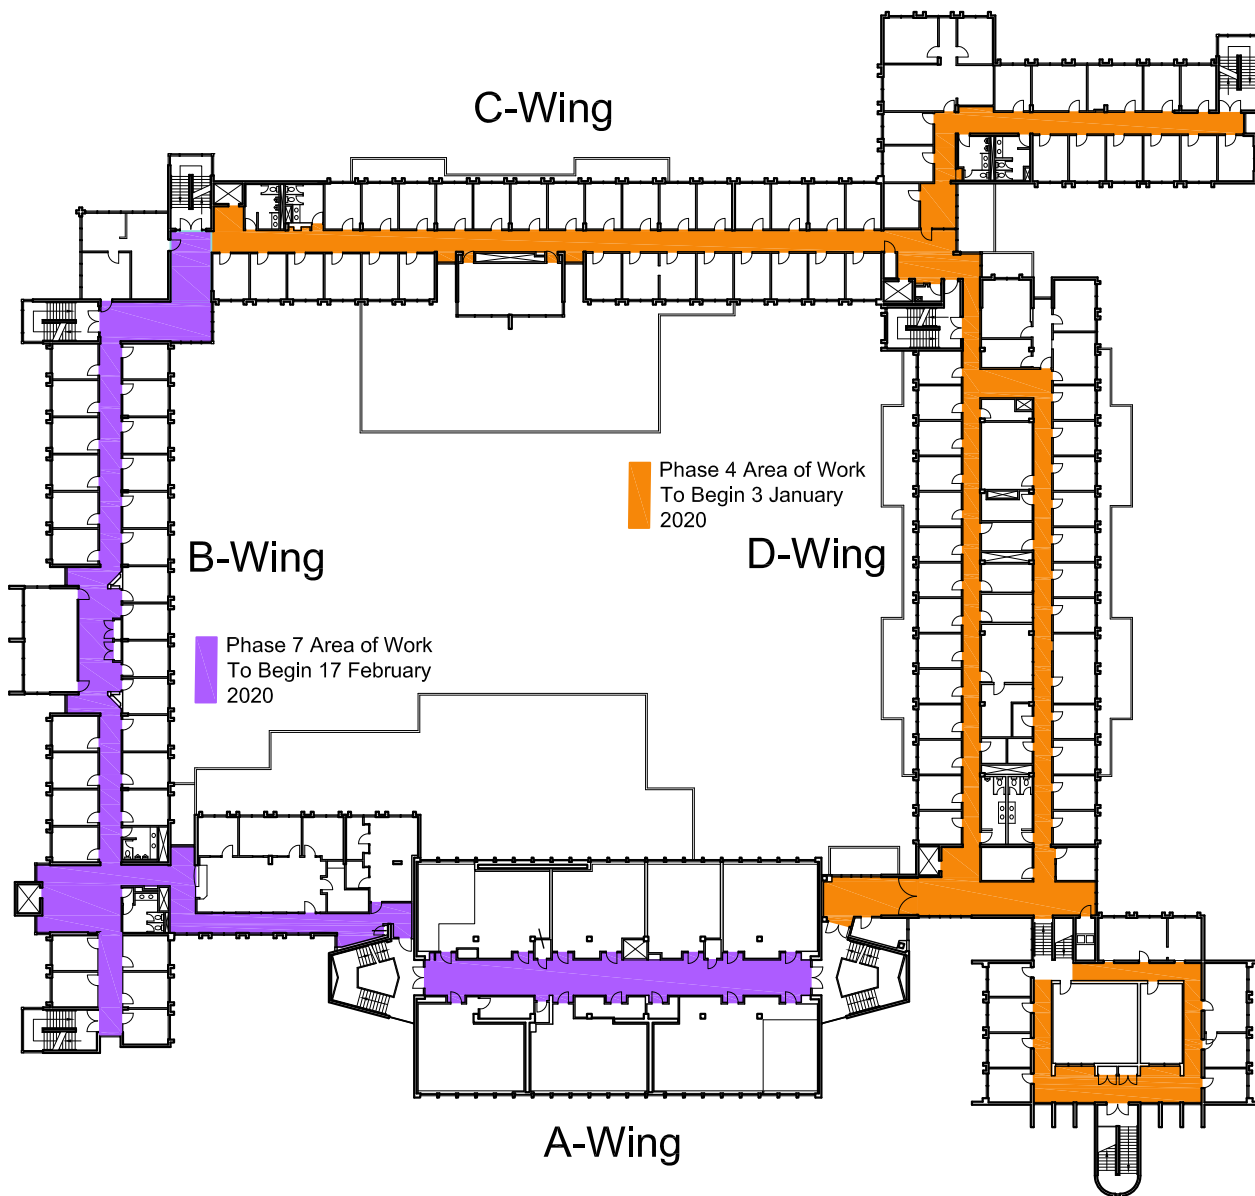 C-Wing
Phase 4 Area of Work
To Begin 3 January
2020
B-Wing
D-Wing
Phase 7 Area of Work
To Begin 17 February
2020
A-Wing